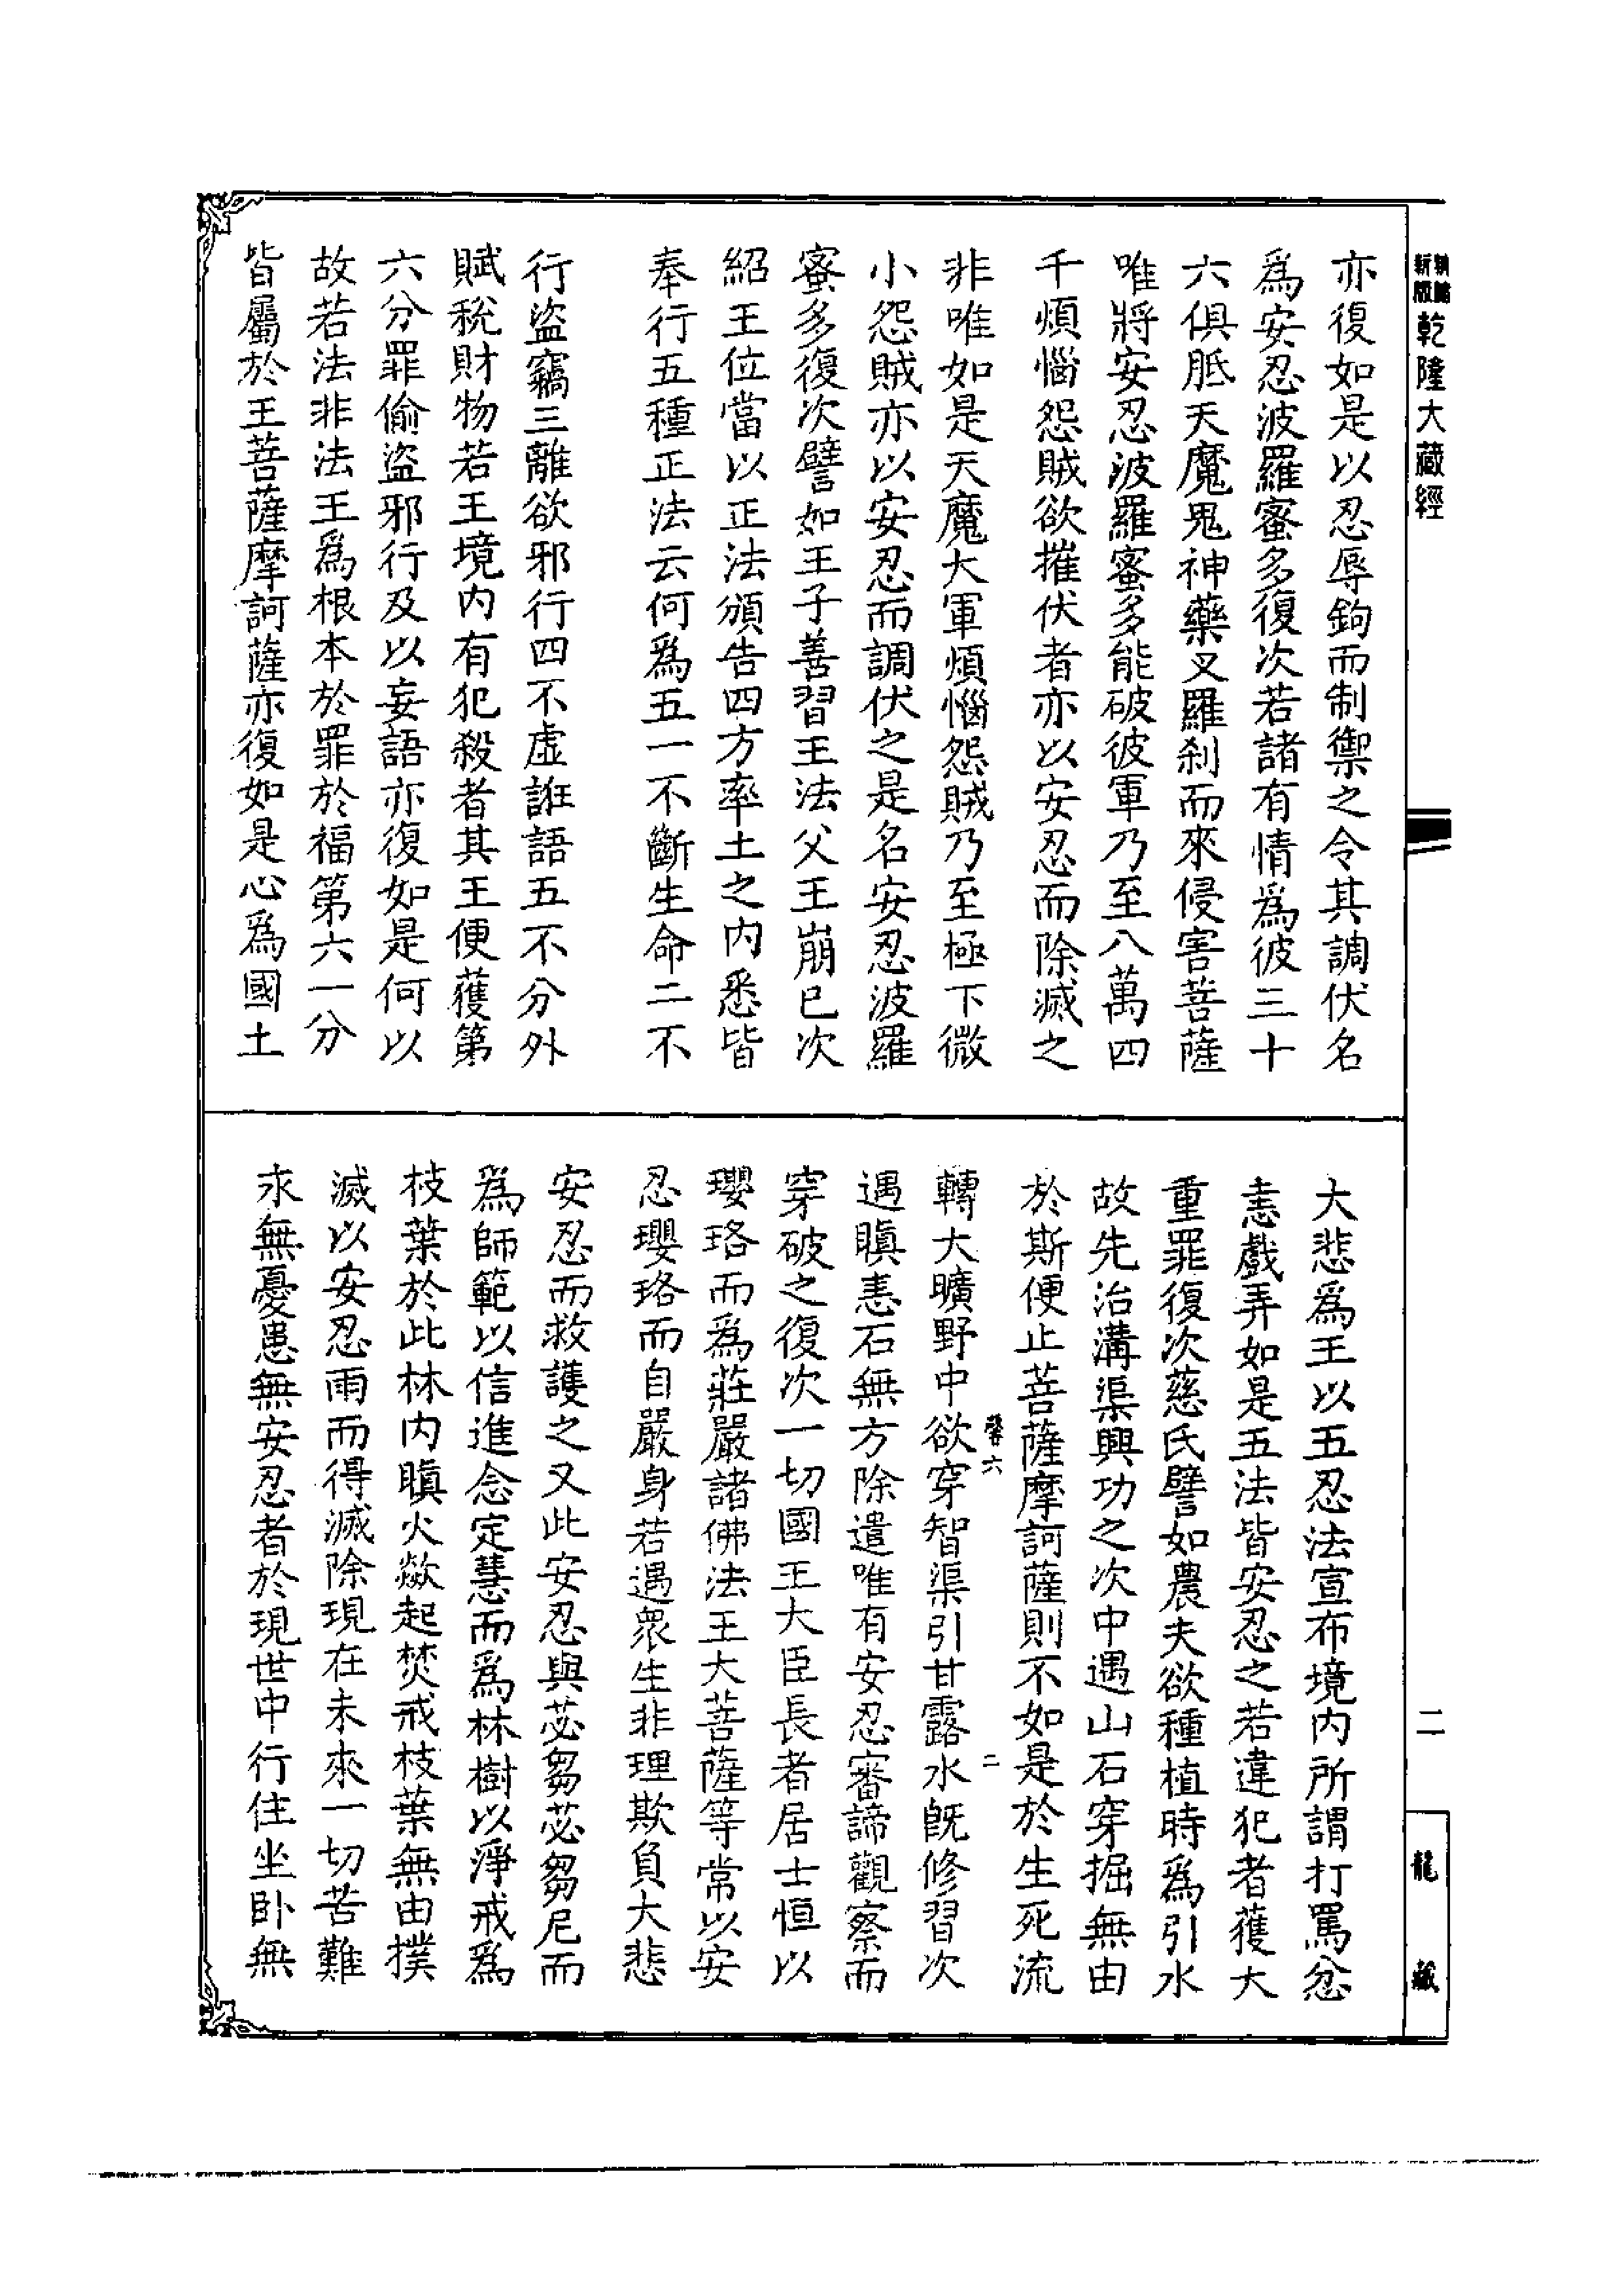 乾隆大藏經
亦復如是以忍辱鉤而制禦之令其調伏名
爲安忍波羅蜜多復次若諸有情爲彼三十
六俱胝天魔鬼神藥叉羅刹而來侵害菩薩
唯將安忍波羅蜜多能破彼軍乃至八萬四
千煩惱怨賊欲摧伏者亦以安忍而除滅之
非唯如是天魔大軍煩惱怨賊乃至極下微
小怨賊亦以安忍而調伏之是名安忍波羅
蜜多復次譬如王子善習王法父王崩已次
紹王位當以正法頒告四方率土之內悉皆
奉行五種正法云何爲五一不斷生命二不
行盜竊三離欲邪行四不虛誑語五不分外
賦稅財物若王境內有犯殺者其王便獲第
六分罪偷盜邪行及以妄語亦復如是何以
故若法非法王爲根本於罪於福第六一分
皆屬於王菩薩摩訶薩亦復如是心爲國土
大悲爲王以五忍法宣布境內所謂打罵忿
恚戲弄如是五法皆安忍之若違犯者獲大
重罪復次慈氏譬如農夫欲種植時爲引水
故先治溝渠興功之次中遇山石穿掘無由
於斯便止菩薩摩訶薩則不如是於生死流
轉大曠野中欲穿智渠引甘露水旣修習次
遇瞋恚石無方除遣唯有安忍審諦觀察而
穿破之復次一切國王大臣長者居士恒以
瓔珞而爲莊嚴諸佛法王大菩薩等常以安
忍瓔珞而自嚴身若遇衆生非理欺負大悲
安忍而救護之又此安忍與苾芻苾芻尼而
爲師範以信進念定慧而爲林樹以淨戒爲
枝葉於此林內瞋火歘起焚戒枝葉無由撲
滅以安忍雨而得滅除現在未來一切苦難
永無憂患無安忍者於現世中行住坐臥無
二
龍藏